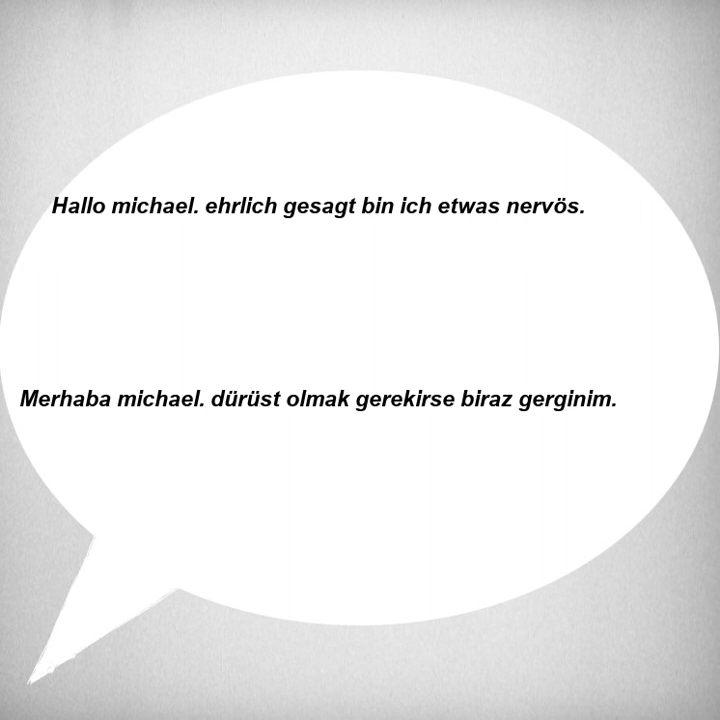 Hallo michael. ehrlich gesagt bin ich etwas nervös.
Merhaba michael. dürüst olmak gerekirse biraz gerginim.